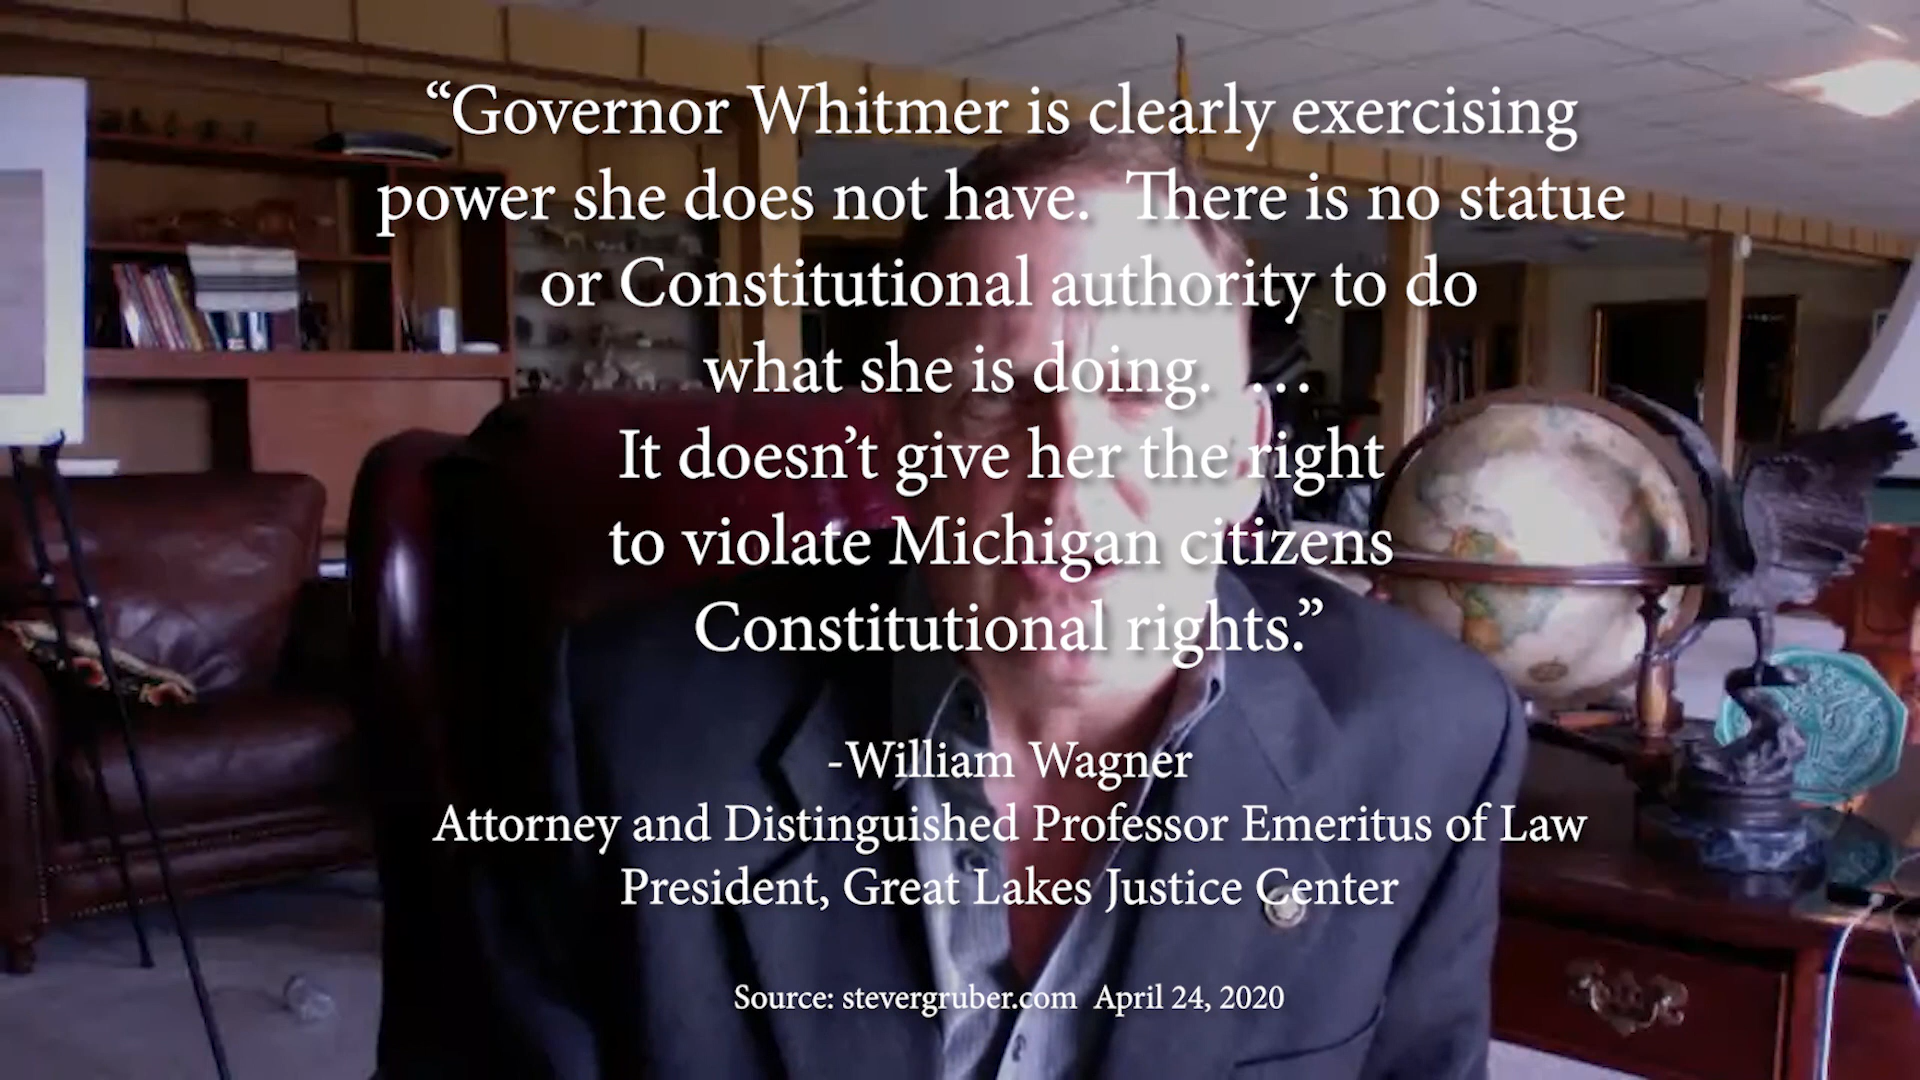 “Governor Whitmer is clearly exercising
power she does not have.  There is no statue
or Constitutional authority to do
what she is doing.  …
It doesn’t give her the right
to violate Michigan citizens
Constitutional rights.”
-William Wagner
Attorney and Distinguished Professor Emeritus of Law
President, Great Lakes Justice Center
Source: stevergruber.com  April 24, 2020